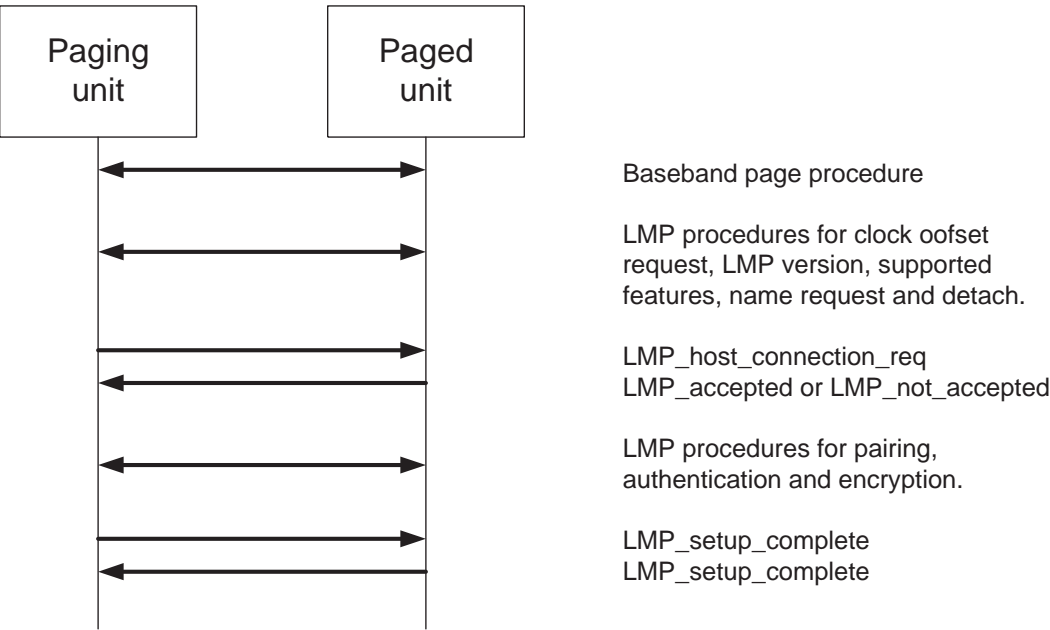 Paging
unit
Paged
unit
Baseband page procedure
LMP procedures for clock oofset
request, LMP version, supported
features, name request and detach.
LMP_host_connection_req
LMP_accepted or LMP_not_accepted
LMP procedures for pairing,
authentication and encryption.
LMP_setup_complete
LMP_setup_complete